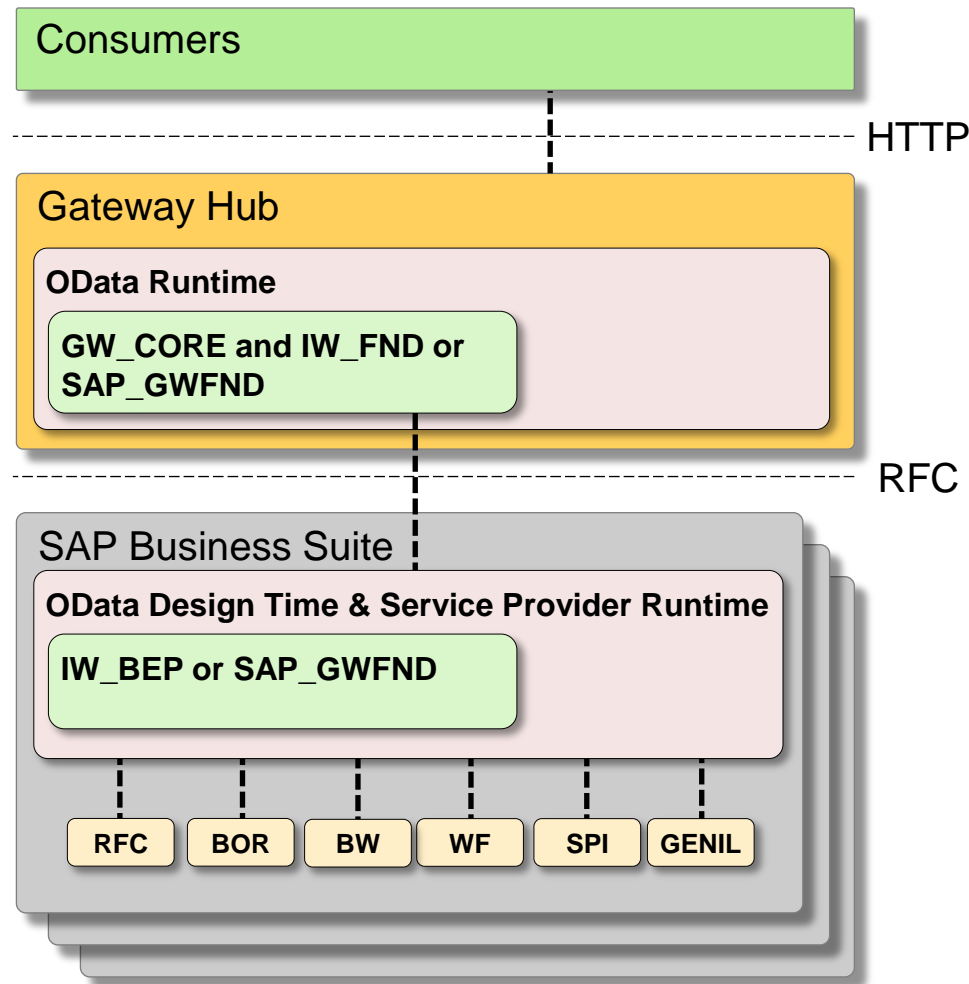 Consumers
HTTP
Gateway Hub
OData Runtime
GW_CORE and IW_FND or
SAP_GWFND
RFC
SAP Business Suite
OData Design Time & Service Provider Runtime
IW_BEP or SAP_GWFND
RFC BOR BW WF SPI GENIL